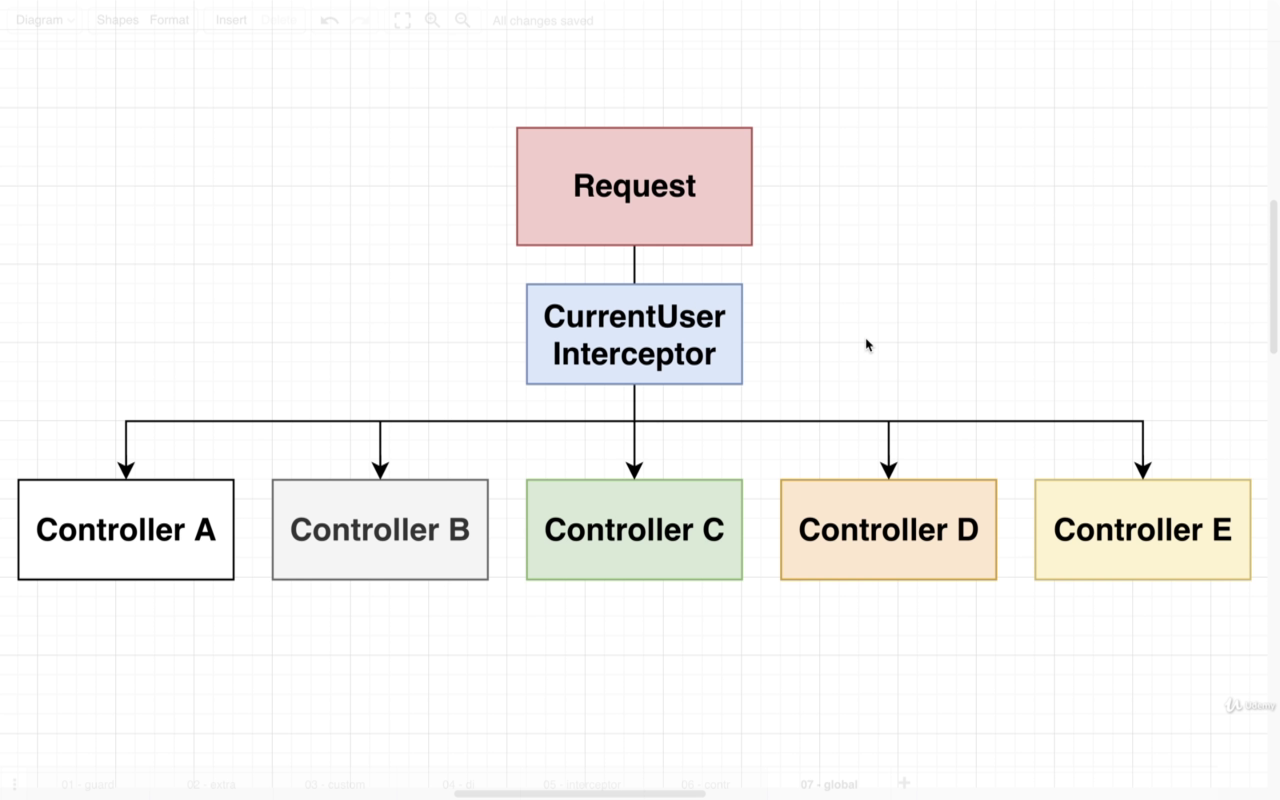 Diagram Shapes Format Insert Delete All changes saved
Request
CurrentUser
Interceptor
Controller A Controller B Controller C Controller D Controller E
Udemy
01 - guard 02 - extra 03 - custom 04 - di 05 - interceptor 06 - contr 07 - global